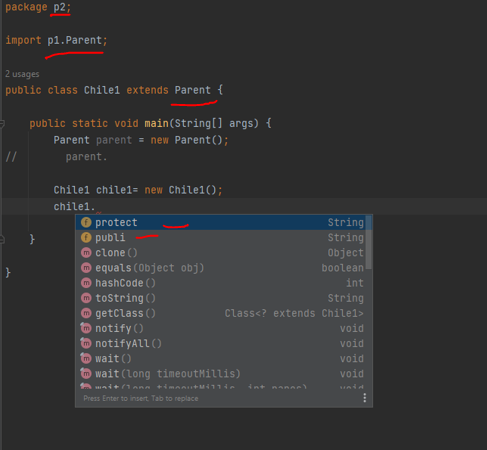 package p2;
import p1.Parent;
2 usages
public class Chile1 extends Parent {
public static void main(String[] args) {
Parent parent = new Parent();
// parent.
Chile1 chile1= new Chile1();
chile1.
f protect String
f publi String
m clone() Object
m equals(Object obj) boolean
m hashCode() int
m toString() String
m getClass() Class<? extends Chile1>
m notify() void
m notifyAll() void
m wait() void
m wait(long timeoutMillis) void
m wait(long timeoutMillis, int nanos) void
Press Enter to insert, Tab to replace
}
}